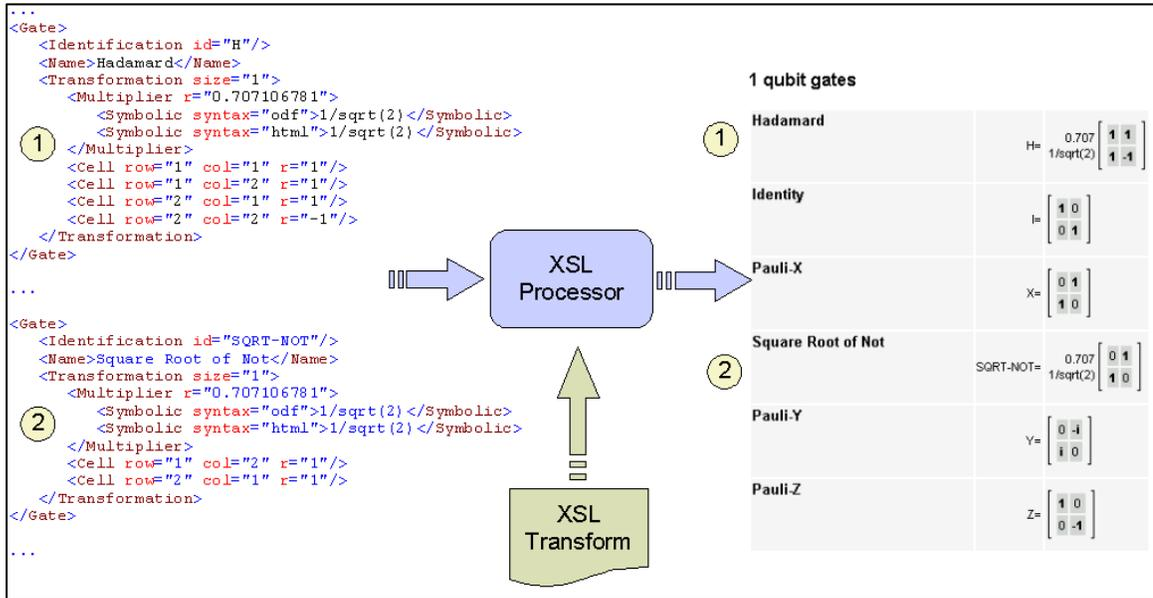 ...
<Gate>
<Identification id="H"/>
<Name>Hadamard</Name>
<Transformation size="1">
<Multiplier r="0.707106781">
<Symbolic syntax="odf">1/sqrt(2)</Symbolic>
<Symbolic syntax="html">1/sqrt(2)</Symbolic>
1
</Multiplier>
<Cell row="1" col="1" r="1"/>
<Cell row="1" col="2" r="1"/>
<Cell row="2" col="1" r="1"/>
<Cell row="2" col="2" r="-1"/>
</Transformation>
</Gate>
...
<Gate>
<Identification id="SQRT-NOT"/>
<Name>Square Root of Not</Name>
<Transformation size="1">
<Multiplier r="0.707106781">
<Symbolic syntax="odf">1/sqrt(2)</Symbolic>
2
<Symbolic syntax="html">1/sqrt(2)</Symbolic>
</Multiplier>
<Cell row="1" col="2" r="1"/>
<Cell row="2" col="1" r="1"/>
</Transformation>
</Gate>
...
XSL
Processor
XSL
Transform
1 qubit gates
1
Hadamard
H= 0.707 1/sqrt(2)
1 1
1 -1
Identity
I=
1 0
0 1
Pauli-X
X=
0 1
1 0
2
Square Root of Not
SQRT-NOT= 0.707 1/sqrt(2)
0 1
1 0
Pauli-Y
Y=
0 -i
i 0
Pauli-Z
Z=
1 0
0 -1